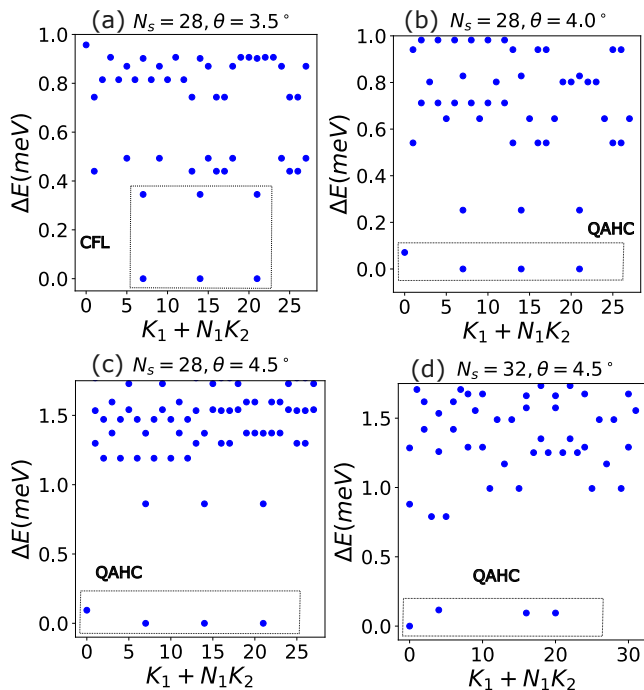 (a) N_s = 28, θ = 3.5°
1.0
0.8
0.6
0.4
0.2
0.0
ΔE(meV)
CFL
0 5 10 15 20 25
K_1 + N_1K_2
(b) N_s = 28, θ = 4.0°
1.0
0.8
0.6
0.4
0.2
0.0
ΔE(meV)
QAHC
0 5 10 15 20 25
K_1 + N_1K_2
(c) N_s = 28, θ = 4.5°
1.5
1.0
0.5
0.0
ΔE(meV)
QAHC
0 5 10 15 20 25
K_1 + N_1K_2
(d) N_s = 32, θ = 4.5°
1.5
1.0
0.5
0.0
ΔE(meV)
QAHC
0 10 20 30
K_1 + N_1K_2